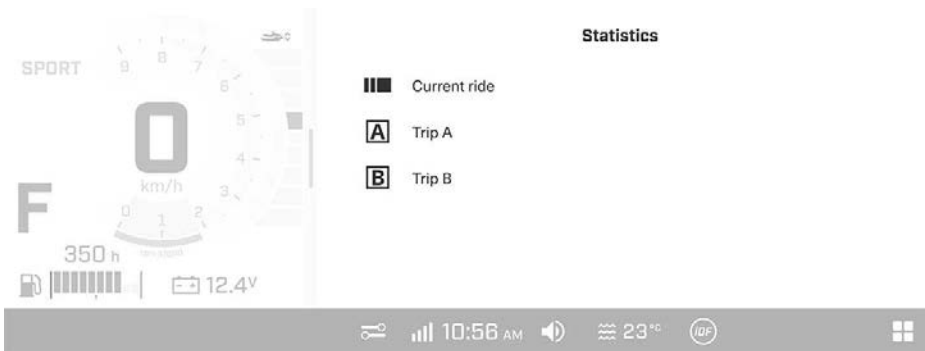 Statistics
SPORT
9 8 7
6
5
4
3
0
km/h
F
0 1 2
350 h
12.4V
Current ride
A Trip A
B Trip B
10:56 AM
23°C
iDF